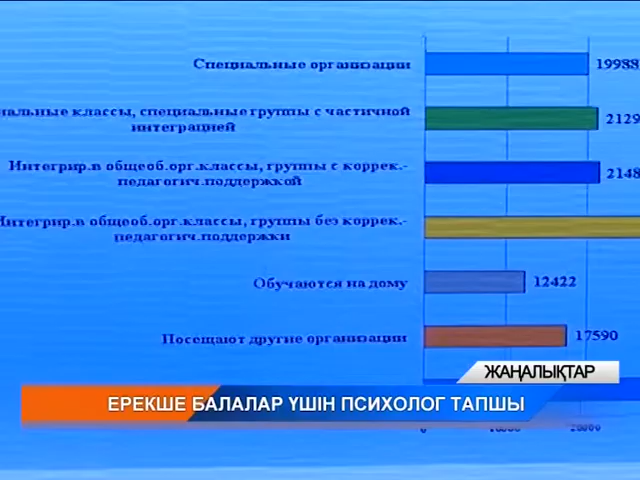 Специальные организации
19988
иальные классы, специальные группы с частичной
интеграцией
2129
Интегрир.в общеоб.орг.классы, группы с коррек.-
педагогич.поддержкой
2148
Интегрир.в общеоб.орг.классы, группы без коррек.-
педагогич.поддержки
Обучаются на дому
12422
Посещают другие организации
17590
ЖАҢАЛЫҚТАР
ЕРЕКШЕ БАЛАЛАР ҮШІН ПСИХОЛОГ ТАПШЫ